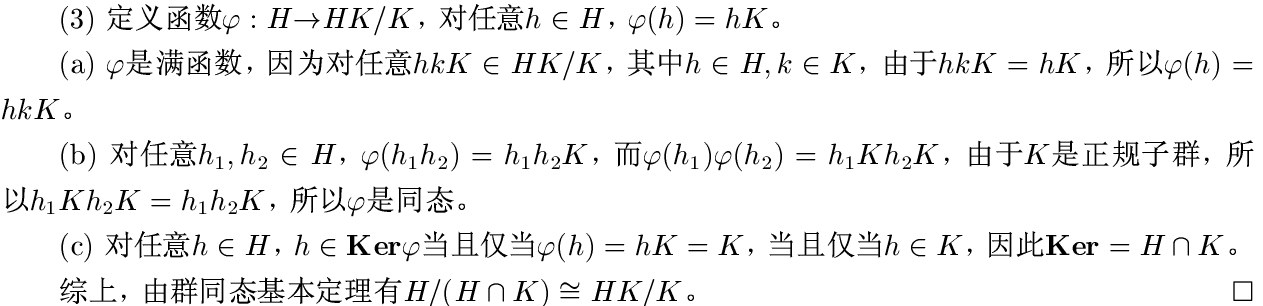 (3) 定义函数φ : H→HK/K，对任意h ∈ H，φ(h) = hK。
(a) φ是满函数，因为对任意hkK ∈ HK/K，其中h ∈ H, k ∈ K，由于hkK = hK，所以φ(h) =
hkK。
(b) 对任意h₁, h₂ ∈ H，φ(h₁h₂) = h₁h₂K，而φ(h₁)φ(h₂) = h₁Kh₂K，由于K是正规子群，所
以h₁Kh₂K = h₁h₂K，所以φ是同态。
(c) 对任意h ∈ H，h ∈ Kerφ当且仅当φ(h) = hK = K，当且仅当h ∈ K，因此Ker = H ∩ K。
综上，由群同态基本定理有H/(H ∩ K) ≅ HK/K。 □